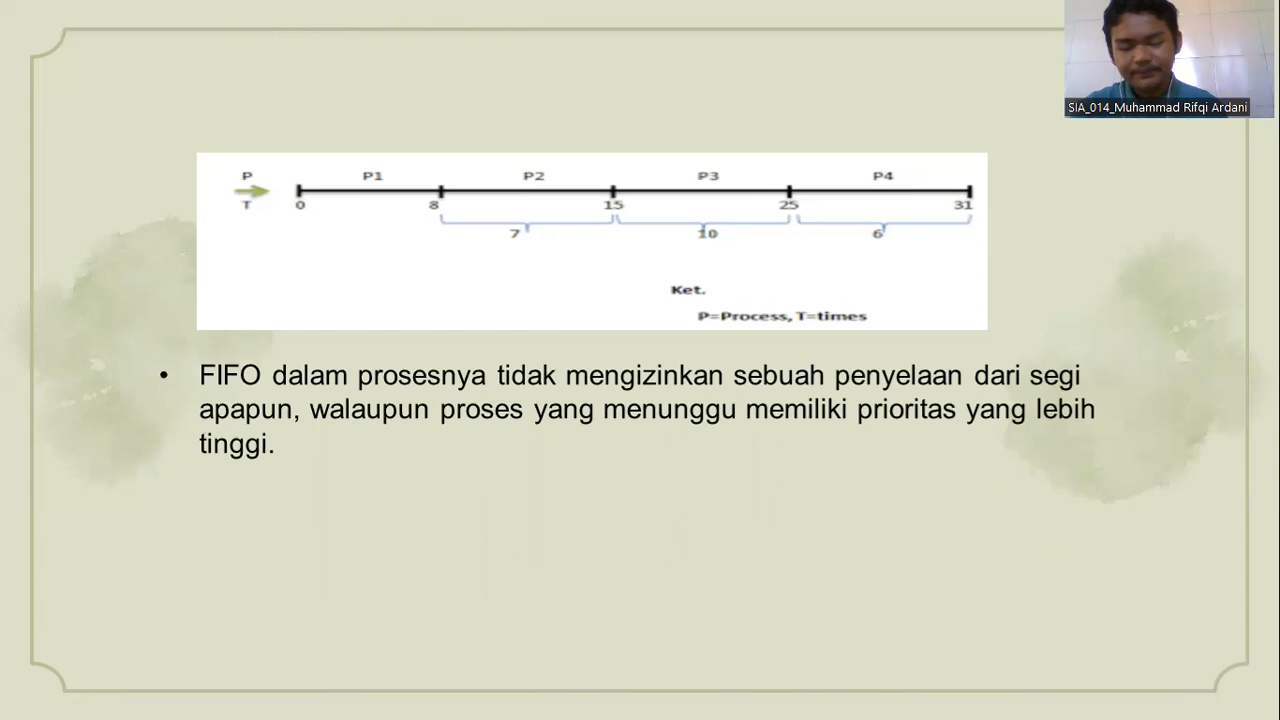 SIA_014_Muhammad Rifqi Ardani
P P1 P2 P3 P4
T 0 8 15 25 31
7 10 6
Ket.
P=Process, T=times
• FIFO dalam prosesnya tidak mengizinkan sebuah penyelaan dari segi
apapun, walaupun proses yang menunggu memiliki prioritas yang lebih
tinggi.